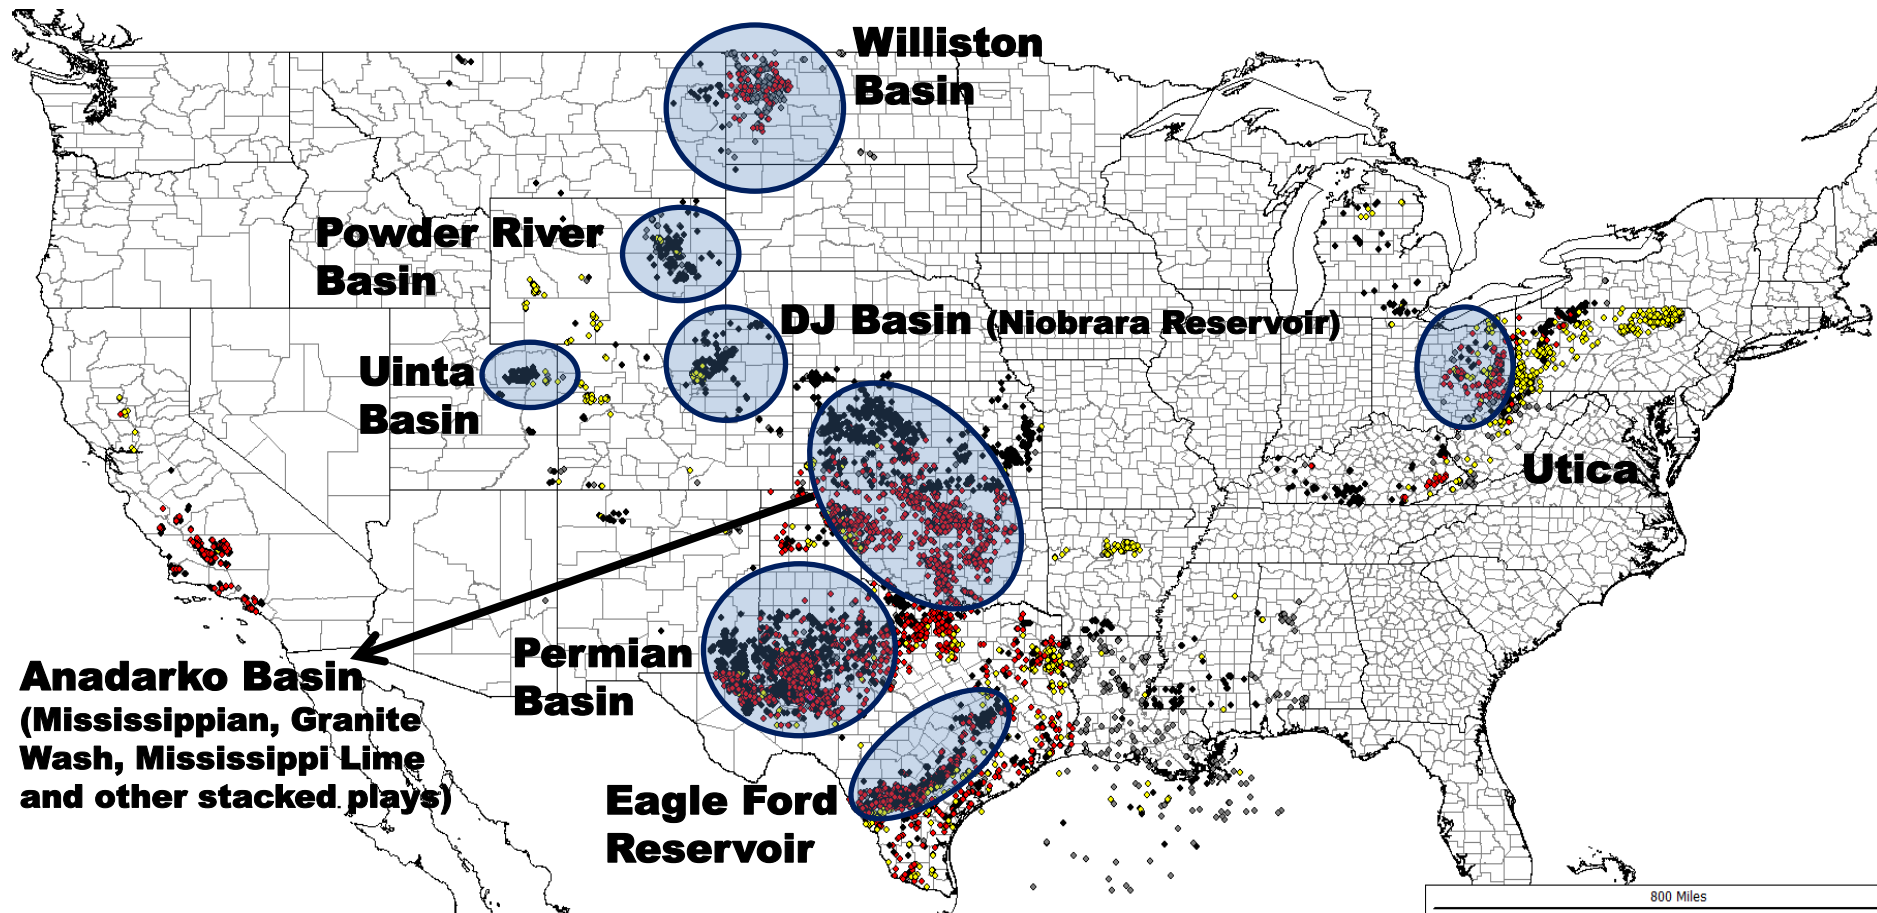 Williston
Basin
Powder River
Basin
DJ Basin (Niobrara Reservoir)
Uinta
Basin
Utica
Permian
Basin
Anadarko Basin
(Mississippian, Granite
Wash, Mississippi Lime
and other stacked plays)
Eagle Ford
Reservoir
800 Miles